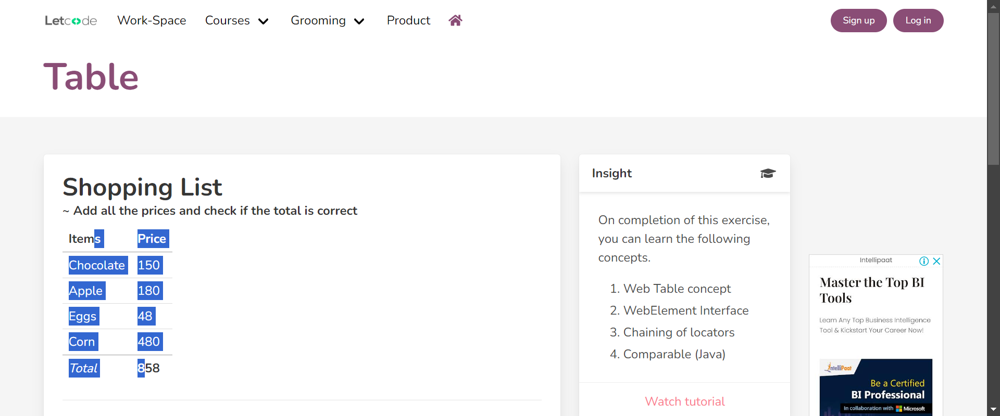 Letcode Work-Space Courses Grooming Product Sign up Log in
Table
Shopping List
~ Add all the prices and check if the total is correct
Items Price
Chocolate 150
Apple 180
Eggs 48
Corn 480
Total 858
Insight
On completion of this exercise,
you can learn the following
concepts.
1. Web Table concept
2. WebElement Interface
3. Chaining of locators
4. Comparable (Java)
Watch tutorial
Intellipaat
Master the Top BI
Tools
Learn Any Top Business Intelligence
Tool & Kickstart Your Career Now!
IntelliPaat
Be a Certified
BI Professional
In collaboration with Microsoft